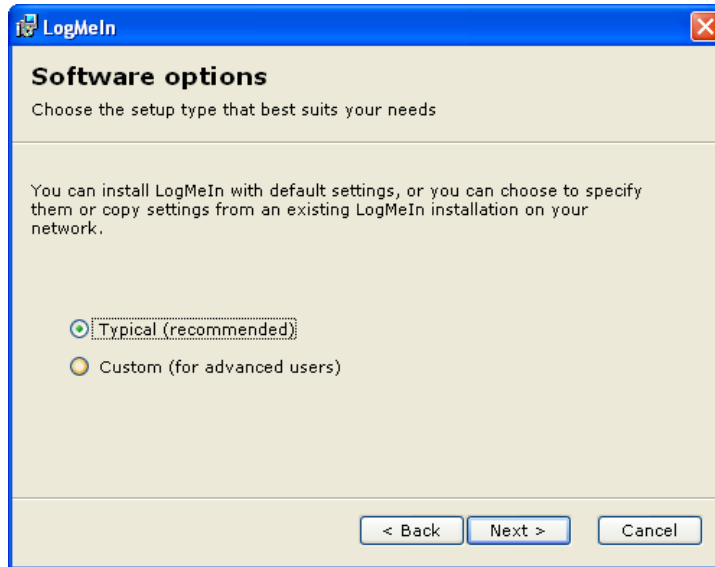 LogMeIn
Software options
Choose the setup type that best suits your needs
You can install LogMeIn with default settings, or you can choose to specify
them or copy settings from an existing LogMeIn installation on your
network.
Typical (recommended)
Custom (for advanced users)
< Back Next > Cancel